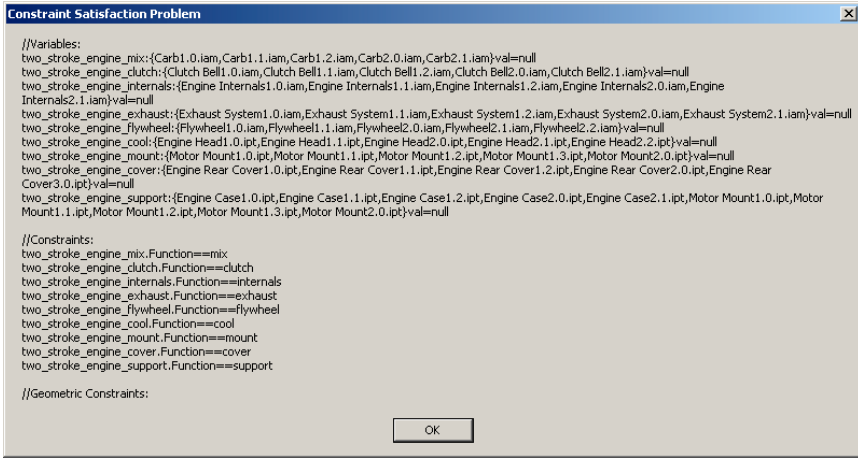 Constraint Satisfaction Problem
//Variables:
two_stroke_engine_mix:{Carb1.0.iam,Carb1.1.iam,Carb1.2.iam,Carb2.0.iam,Carb2.1.iam}val=null
two_stroke_engine_clutch:{Clutch Bell1.0.iam,Clutch Bell1.1.iam,Clutch Bell1.2.iam,Clutch Bell2.0.iam,Clutch Bell2.1.iam}val=null
two_stroke_engine_internals:{Engine Internals1.0.iam,Engine Internals1.1.iam,Engine Internals1.2.iam,Engine Internals2.0.iam,Engine
Internals2.1.iam}val=null
two_stroke_engine_exhaust:{Exhaust System1.0.iam,Exhaust System1.1.iam,Exhaust System1.2.iam,Exhaust System2.0.iam,Exhaust System2.1.iam}val=null
two_stroke_engine_flywheel:{Flywheel1.0.iam,Flywheel1.1.iam,Flywheel2.0.iam,Flywheel2.1.iam,Flywheel2.2.iam}val=null
two_stroke_engine_cool:{Engine Head1.0.ipt,Engine Head1.1.ipt,Engine Head2.0.ipt,Engine Head2.1.ipt,Engine Head2.2.ipt}val=null
two_stroke_engine_mount:{Motor Mount1.0.ipt,Motor Mount1.1.ipt,Motor Mount1.2.ipt,Motor Mount1.3.ipt,Motor Mount2.0.ipt}val=null
two_stroke_engine_cover:{Engine Rear Cover1.0.ipt,Engine Rear Cover1.1.ipt,Engine Rear Cover1.2.ipt,Engine Rear Cover2.0.ipt,Engine Rear
Cover3.0.ipt}val=null
two_stroke_engine_support:{Engine Case1.0.ipt,Engine Case1.1.ipt,Engine Case1.2.ipt,Engine Case2.0.ipt,Engine Case2.1.ipt,Motor Mount1.0.ipt,Motor
Mount1.1.ipt,Motor Mount1.2.ipt,Motor Mount1.3.ipt,Motor Mount2.0.ipt}val=null
//Constraints:
two_stroke_engine_mix.Function==mix
two_stroke_engine_clutch.Function==clutch
two_stroke_engine_internals.Function==internals
two_stroke_engine_exhaust.Function==exhaust
two_stroke_engine_flywheel.Function==flywheel
two_stroke_engine_cool.Function==cool
two_stroke_engine_mount.Function==mount
two_stroke_engine_cover.Function==cover
two_stroke_engine_support.Function==support
//Geometric Constraints:
OK